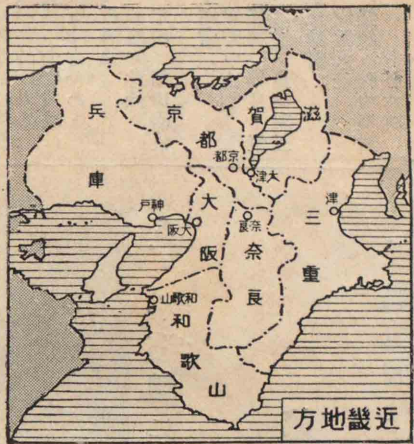 方地畿近
兵庫
京都
滋賀
大阪
奈良
三重
和歌山
都京
津大
津
戸神
阪大
良奈
山歌和